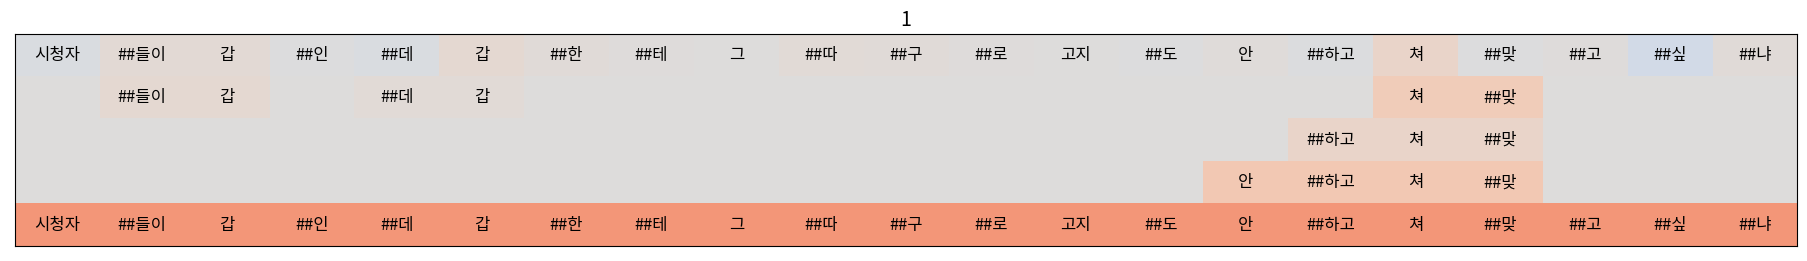 1
시청자 ##들이 갑 ##인 ##데 갑 ##한 ##테 그 ##따 ##구 ##로 고지 ##도 안 ##하고 쳐 ##맞 ##고 ##싶 ##냐
##들이 갑 ##데 갑 쳐 ##맞
##하고 쳐 ##맞
안 ##하고 쳐 ##맞
시청자 ##들이 갑 ##인 ##데 갑 ##한 ##테 그 ##따 ##구 ##로 고지 ##도 안 ##하고 쳐 ##맞 ##고 ##싶 ##냐